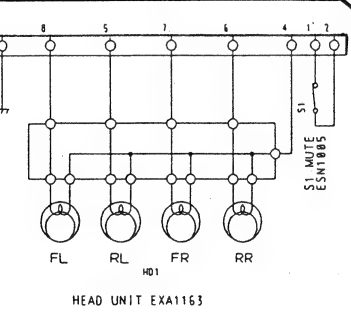 8 5 7 6 4 1 2
S1
S1 MUTE
ESN1005
FL RL FR RR
HD1
HEAD UNIT EXA1163